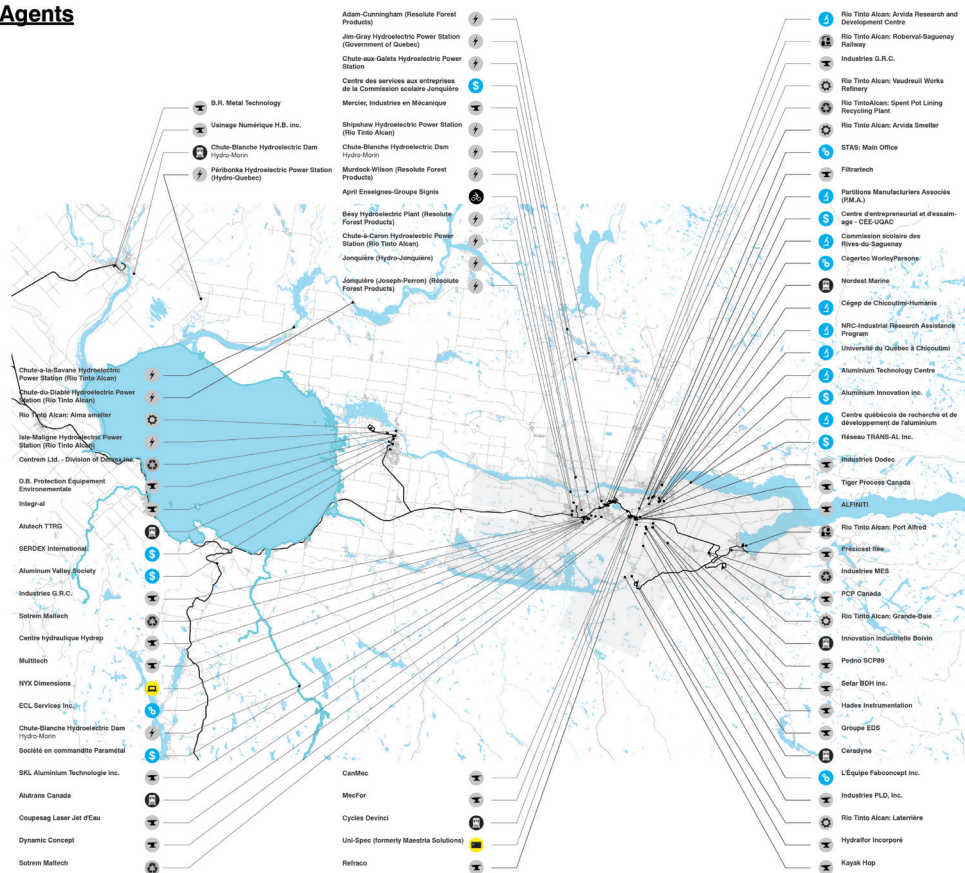 Agents
B.R. Metal Technology
Usinage Numérique H.B. inc.
Chute-Blanche Hydroelectric Dam
Hydro-Morin
Péribonka Hydroelectric Power Station
(Hydro-Quebec)
Adam-Cunningham (Resolute Forest
Products)
Jim-Gray Hydroelectric Power Station
(Government of Quebec)
Chute-aux-Galets Hydroelectric Power
Station
Centre des services aux entreprises
de la Commission scolaire Jonquière
Mercier, Industries en Mécanique
Shipshaw Hydroelectric Power Station
(Rio Tinto Alcan)
Chute-Blanche Hydroelectric Dam
Hydro-Morin
Murdock-Wilson (Resolute Forest
Products)
April Enseignes-Groupe Signis
Bésy Hydroelectric Plant (Resolute
Forest Products)
Chute-à-Caron Hydroelectric Power
Station (Rio Tinto Alcan)
Jonquière (Hydro-Jonquière)
Jonquière (Joseph-Perron) (Resolute
Forest Products)
Rio Tinto Alcan: Arvida Research and
Development Centre
Rio Tinto Alcan: Roberval-Saguenay
Railway
Industries G.R.C.
Rio Tinto Alcan: Vaudreuil Works
Refinery
Rio TintoAlcan: Spent Pot Lining
Recycling Plant
Rio Tinto Alcan: Arvida Smelter
STAS: Main Office
Filtrartech
Partitions Manufacturiers Associés
(P.M.A.)
Centre d'entrepreneuriat et d'essaim-
age - CEE-UQAC
Commission scolaire des
Rives-du-Saguenay
Cegertec WorleyParsons
Nordest Marine
Cégep de Chicoutimi-Humanis
NRC-Industrial Research Assistance
Program
Université du Québec à Chicoutimi
Aluminium Technology Centre
Aluminium Innovation inc.
Centre québécois de recherche et de
développement de l'aluminium
Réseau TRANS-AL Inc.
Industries Dodec
Tiger Process Canada
ALFINITI
Rio Tinto Alcan: Port Alfred
Précicast ltée
Industries MES
PCP Canada
Rio Tinto Alcan: Grande-Baie
Innovation industrielle Boivin
Pedno SCP69
Sefar BDH inc.
Hades Instrumentation
Groupe EDS
Ceradyne
L'Équipe Fabconcept inc.
Industries PLD, Inc.
Rio Tinto Alcan: Laterrière
Hydralfor Incorporé
Kayak Hop
Chute-a-la-Savane Hydroelectric
Power Station (Rio Tinto Alcan)
Chute-du-Diable Hydroelectric Power
Station (Rio Tinto Alcan)
Rio Tinto Alcan: Alma smelter
Isle-Maligne Hydroelectric Power
Station (Rio Tinto Alcan)
Centrem Ltd. - Division of Dinecs inc.
D.B. Protection Équipement
Environementale
Integr-al
Alutech TTRG
SERDEX International
Aluminum Valley Society
Industries G.R.C.
Sotrem Maltech
Centre hydraulique Hydrep
Multitech
NYX Dimensions
ECL Services Inc.
Chute-Blanche Hydroelectric Dam
Hydro-Morin
Société en commandite Paramétal
SKL Aluminium Technologie inc.
Alutrans Canada
Coupesag Laser Jet d'Eau
Dynamic Concept
Sotrem Maltech
CanMec
MecFor
Cycles Devinci
Uni-Spec (formerly Maestria Solutions)
Refraco